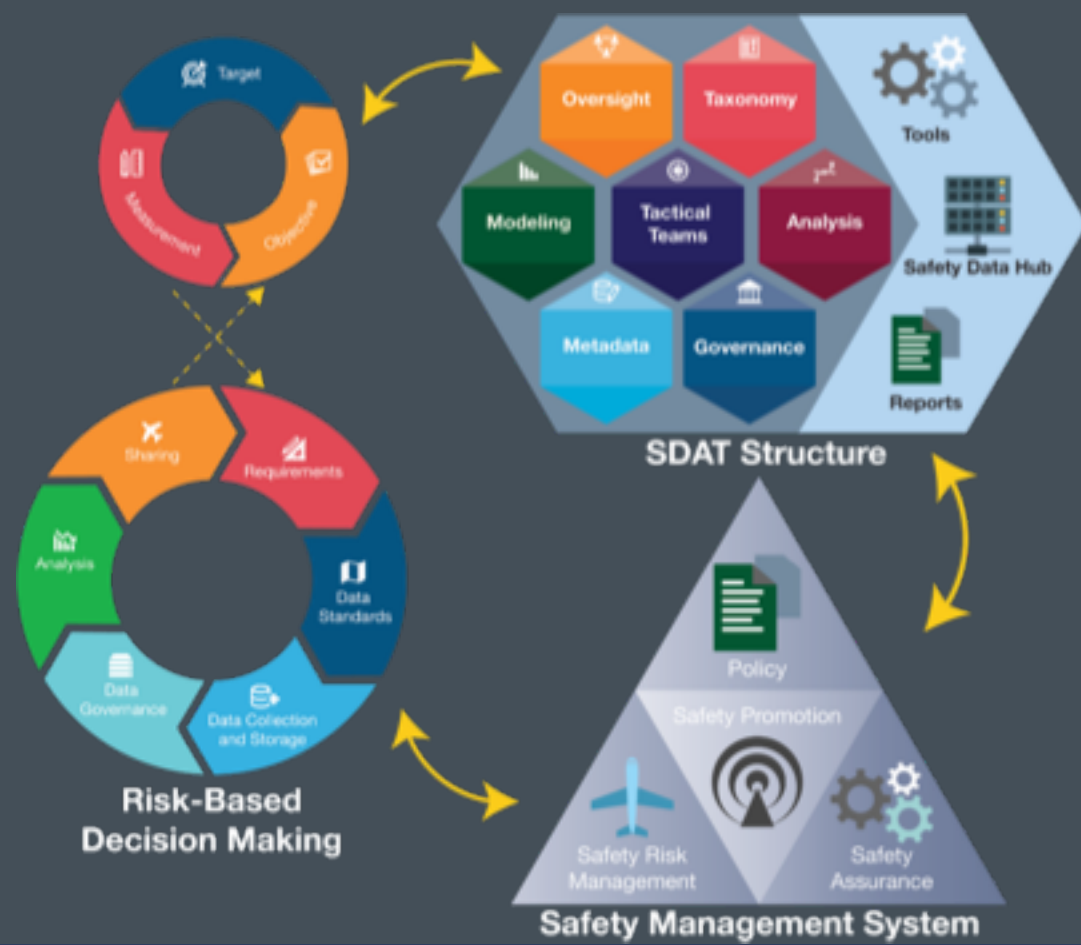 Target
Measurement
Objective
Oversight
Taxonomy
Modeling
Tactical
Teams
Analysis
Metadata
Governance
Tools
Safety Data Hub
Reports
SDAT Structure
Sharing
Requirements
Analysis
Data
Standards
Data
Governance
Data Collection
and Storage
Risk-Based
Decision Making
Policy
Safety Promotion
Safety Risk
Management
Safety
Assurance
Safety Management System